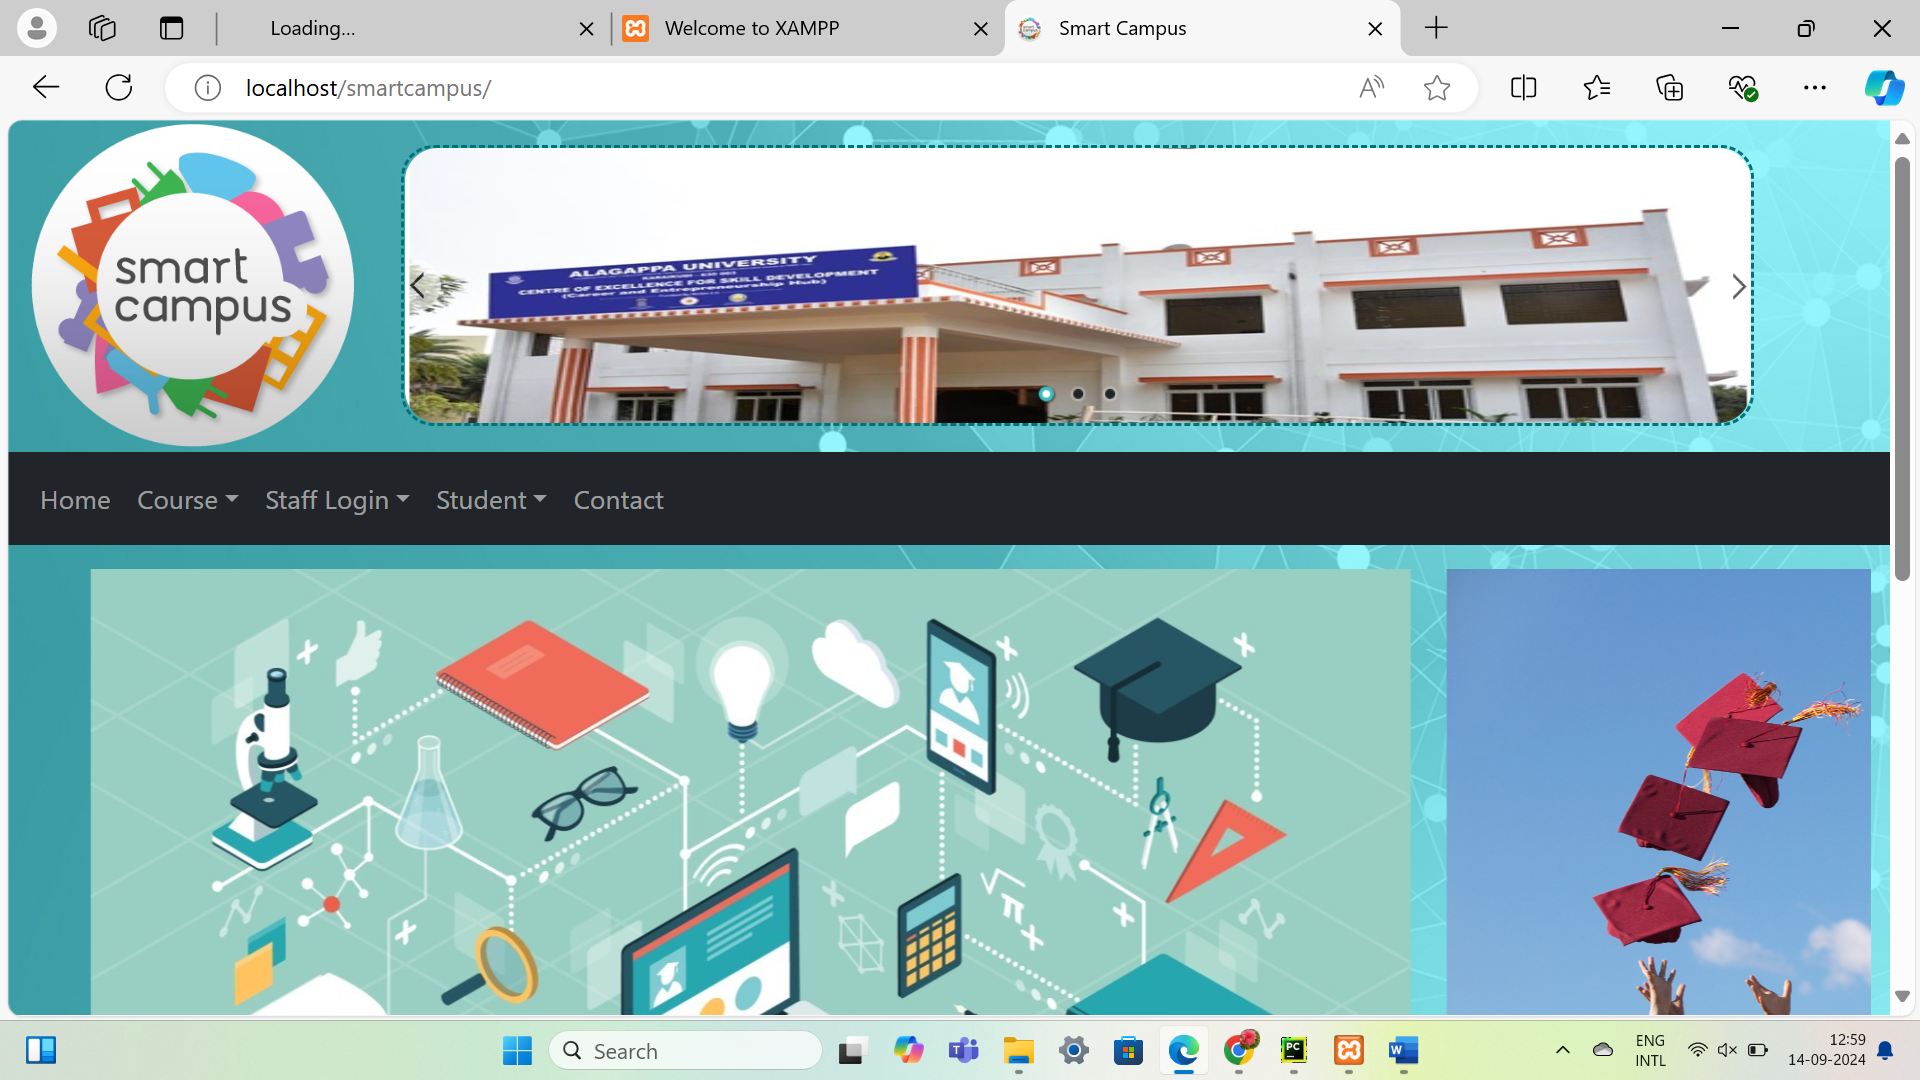 Loading...
Welcome to XAMPP
Smart Campus
localhost/smartcampus/
smart
campus
ALAGAPPA UNIVERSITY
CENTRE OF EXCELLENCE FOR SKILL DEVELOPMENT
(Career and Entrepreneurship Hub)
Home
Course
Staff Login
Student
Contact
√π
Search
PC
ENG
INTL
12:59
14-09-2024